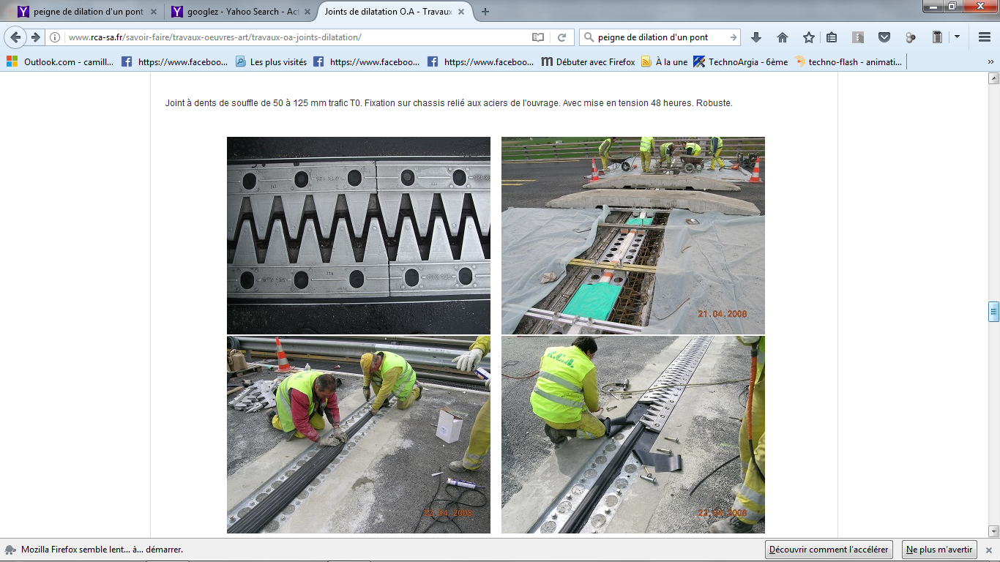 peigne de dilation d'un pont
googlez - Yahoo Search - Act
Joints de dilatation O.A - Travaux
www.rca-sa.fr/savoir-faire/travaux-oeuvres-art/travaux-oa-joints-dilatation/
peigne de dilation d'un pont
Outlook.com - camill...
https://www.faceboo...
Les plus visités
https://www.faceboo...
https://www.faceboo...
Débuter avec Firefox
À la une
TechnoArgia - 6ème
techno-flash - animati...
Joint à dents de souffle de 50 à 125 mm trafic T0. Fixation sur chassis relié aux aciers de l'ouvrage. Avec mise en tension 48 heures. Robuste.
21.04.2008
R.C.A.
22.04.2008
Mozilla Firefox semble lent... à... démarrer.
Découvrir comment l'accélérer
Ne plus m'avertir